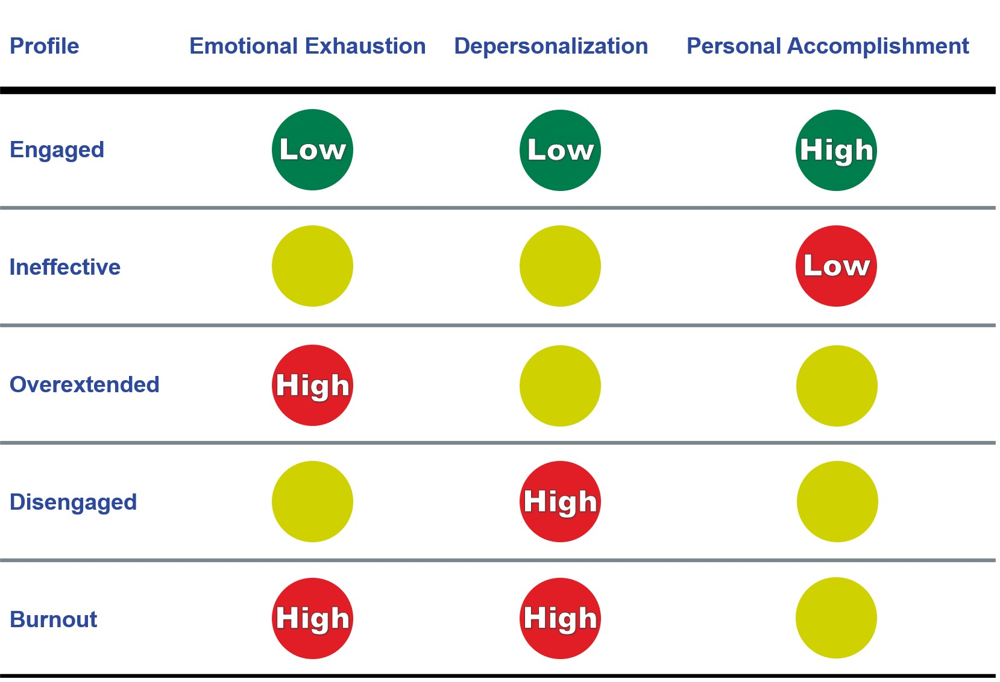 Profile Emotional Exhaustion Depersonalization Personal Accomplishment
Engaged Low Low High
Ineffective Low
Overextended High
Disengaged High
Burnout High High